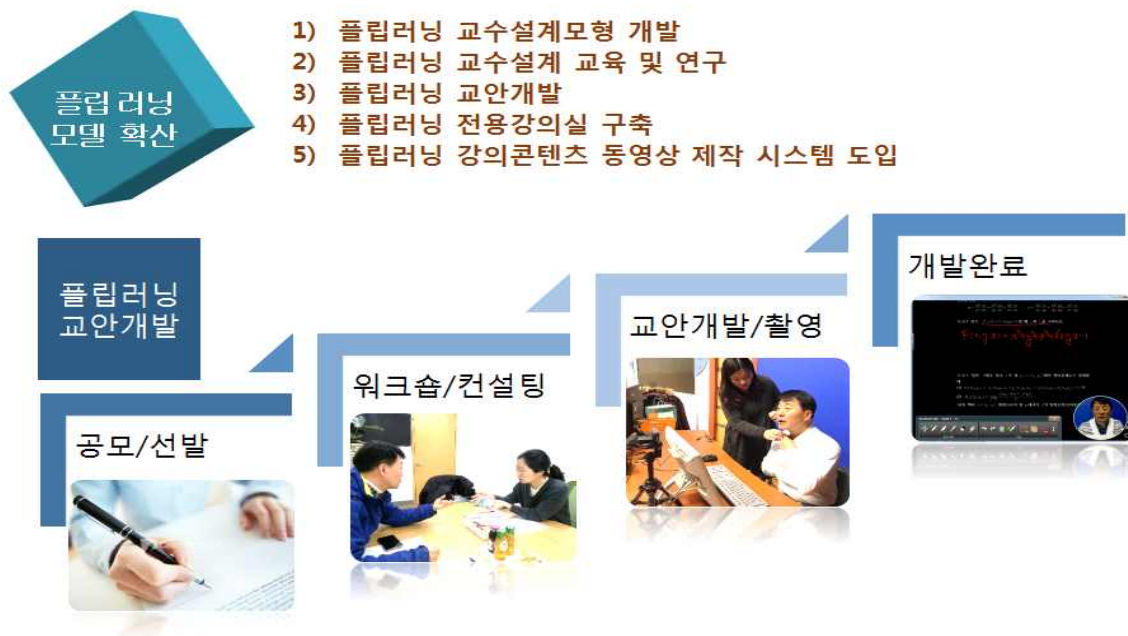 플립러닝
모델 확산
1) 플립러닝 교수설계모형 개발
2) 플립러닝 교수설계 교육 및 연구
3) 플립러닝 교안개발
4) 플립러닝 전용강의실 구축
5) 플립러닝 강의콘텐츠 동영상 제작 시스템 도입
플립러닝
교안개발
공모/선발
워크숍/컨설팅
교안개발/촬영
개발완료